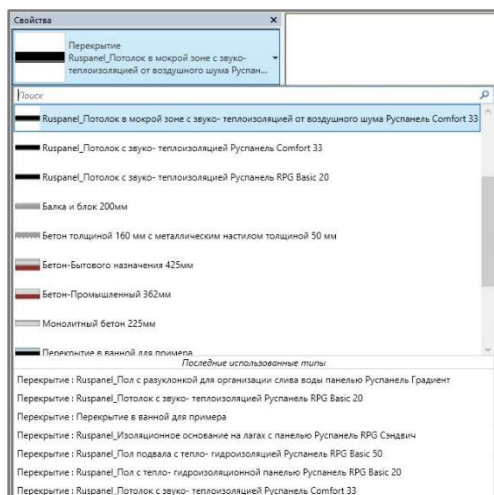 Свойства
Перекрытие
Ruspanel_Потолок в мокрой зоне с звуко-
теплоизоляцией от воздушного шума Руспан...
Поиск
Ruspanel_Потолок в мокрой зоне с звуко- теплоизоляцией от воздушного шума Руспанель Comfort 33
Ruspanel_Потолок с звуко- теплоизоляцией Руспанель Comfort 33
Ruspanel_Потолок с звуко- теплоизоляцией Руспанель RPG Basic 20
Балка и блок 200мм
Бетон толщиной 160 мм с металлическим настилом толщиной 50 мм
Бетон-Бытового назначения 425мм
Бетон-Промышленный 362мм
Монолитный бетон 225мм
Перекрытие в ванной для примера
Последние использованные типы
Перекрытие : Ruspanel_Пол с разуклонкой для организации слива воды панелью Руспанель Градиент
Перекрытие : Ruspanel_Потолок с звуко- теплоизоляцией Руспанель RPG Basic 20
Перекрытие : Перекрытие в ванной для примера
Перекрытие : Ruspanel_Изоляционное основание на лагах с панелью Руспанель RPG Сэндвич
Перекрытие : Ruspanel_Пол подвала с тепло- гидроизоляцией Руспанель RPG Basic 50
Перекрытие : Ruspanel_Пол с тепло- гидроизоляционной панелью Руспанель RPG Basic 20
Перекрытие : Ruspanel_Потолок с звуко- теплоизоляцией Руспанель Comfort 33